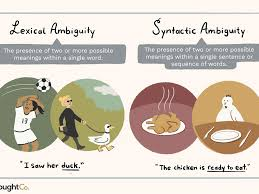 Lexical Ambiguity
The presence of two or more possible
meanings within a single word.
"I saw her duck."
Syntactic Ambiguity
The presence of two or more possible
meanings within a single sentence or
sequence of words.
"The chicken is ready to eat."
oughtCo.